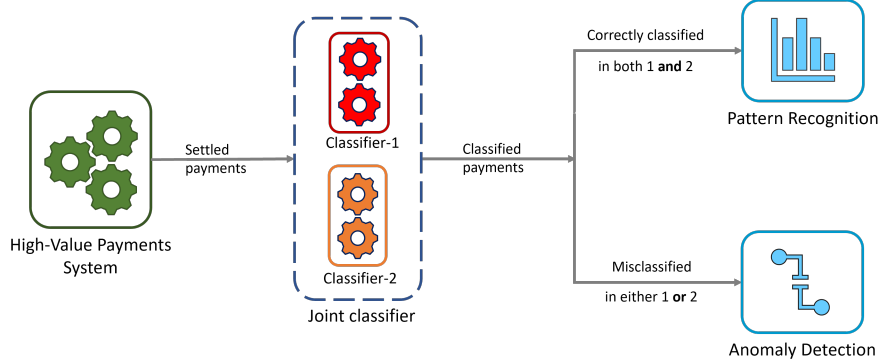 High-Value Payments
System
Settled
payments
Classifier-1
Classifier-2
Joint classifier
Classified
payments
Correctly classified
in both 1 and 2
Pattern Recognition
Misclassified
in either 1 or 2
Anomaly Detection